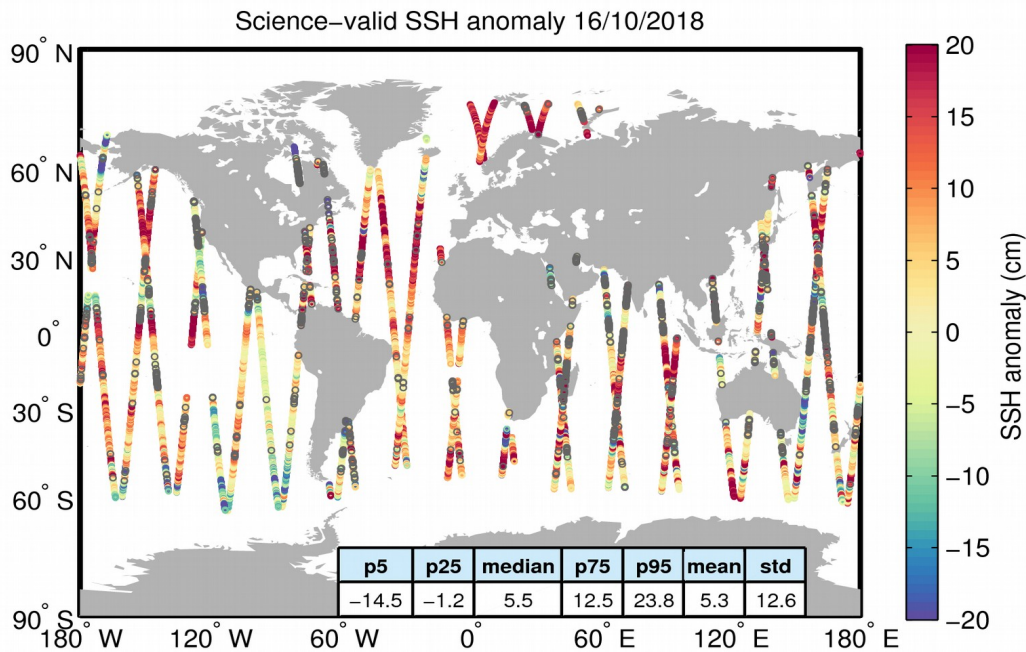 Science−valid SSH anomaly 16/10/2018
90° N
60° N
30° N
0°
30° S
60° S
90° S
180° W
120° W
60° W
0°
60° E
120° E
180° E
p5 p25 median p75 p95 mean std
−14.5 −1.2 5.5 12.5 23.8 5.3 12.6
20
15
10
5
0
−5
−10
−15
−20
SSH anomaly (cm)